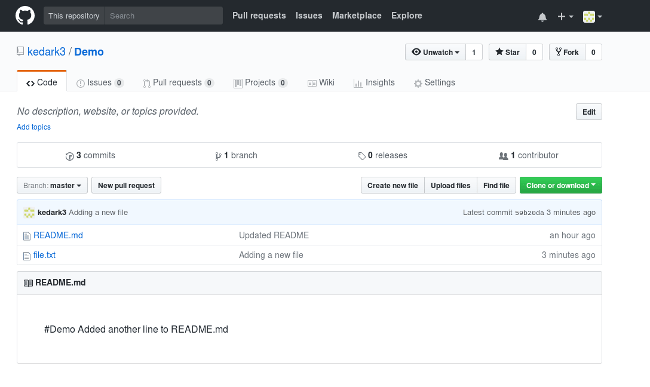 This repository Search Pull requests Issues Marketplace Explore
kedark3 / Demo Unwatch 1 Star 0 Fork 0
Code Issues 0 Pull requests 0 Projects 0 Wiki Insights Settings
No description, website, or topics provided. Edit
Add topics
3 commits 1 branch 0 releases 1 contributor
Branch: master New pull request Create new file Upload files Find file Clone or download
kedark3 Adding a new file Latest commit 3 minutes ago
README.md Updated README an hour ago
file.txt Adding a new file 3 minutes ago
README.md
#Demo Added another line to README.md